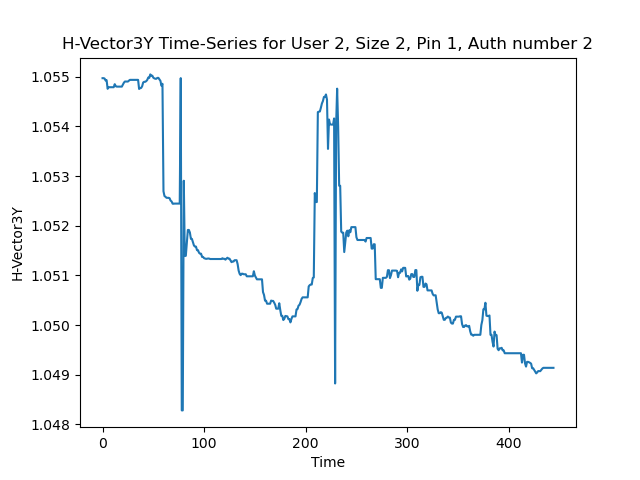 H-Vector3Y Time-Series for User 2, Size 2, Pin 1, Auth number 2
1.055
1.054
1.053
1.052
1.051
1.050
1.049
1.048
H-Vector3Y
0 100 200 300 400
Time